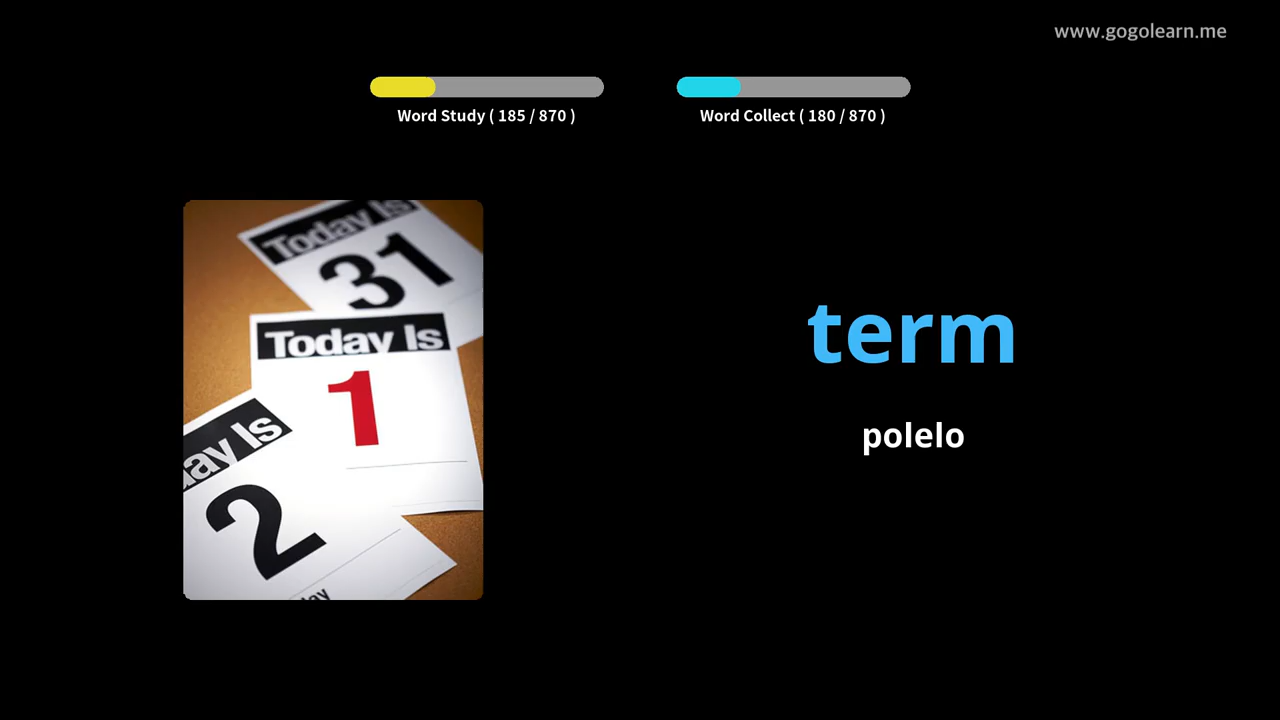 www.gogolearn.me
Word Study ( 185 / 870 )
Word Collect ( 180 / 870 )
Today Is
31
Today Is
1
ay Is
2
day
term
polelo